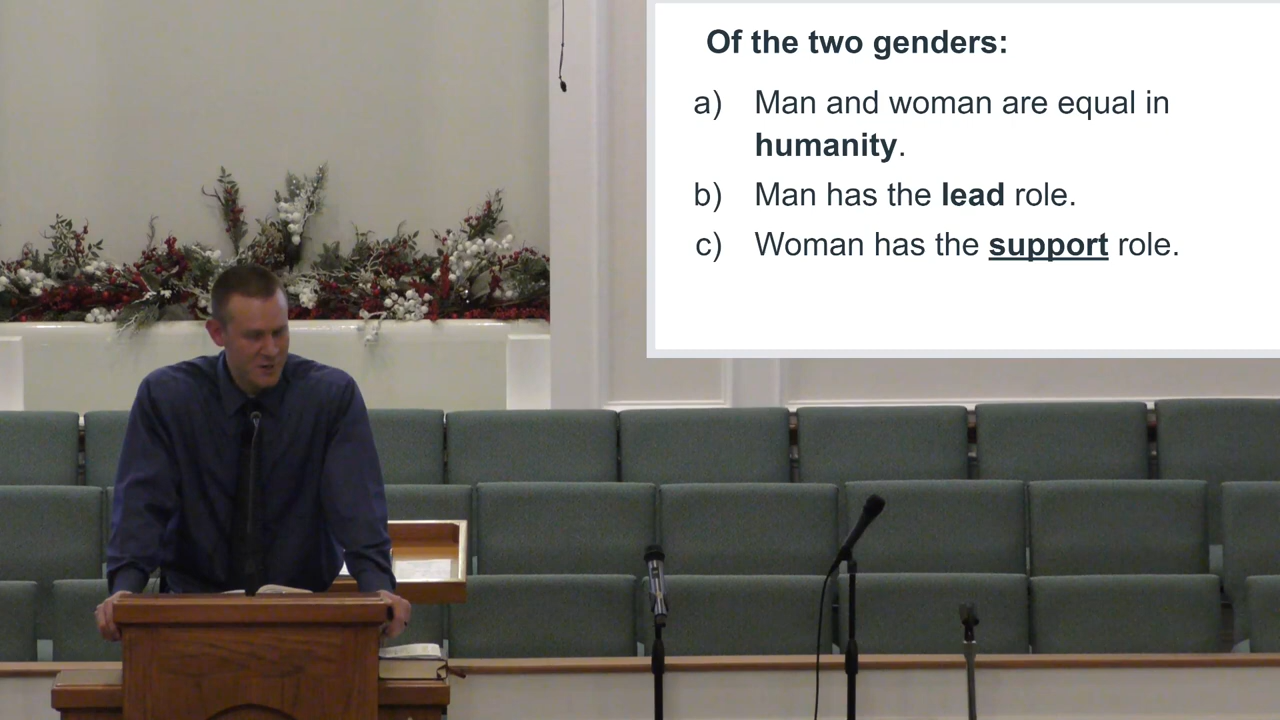 Of the two genders:
a) Man and woman are equal in
humanity.
b) Man has the lead role.
c) Woman has the support role.